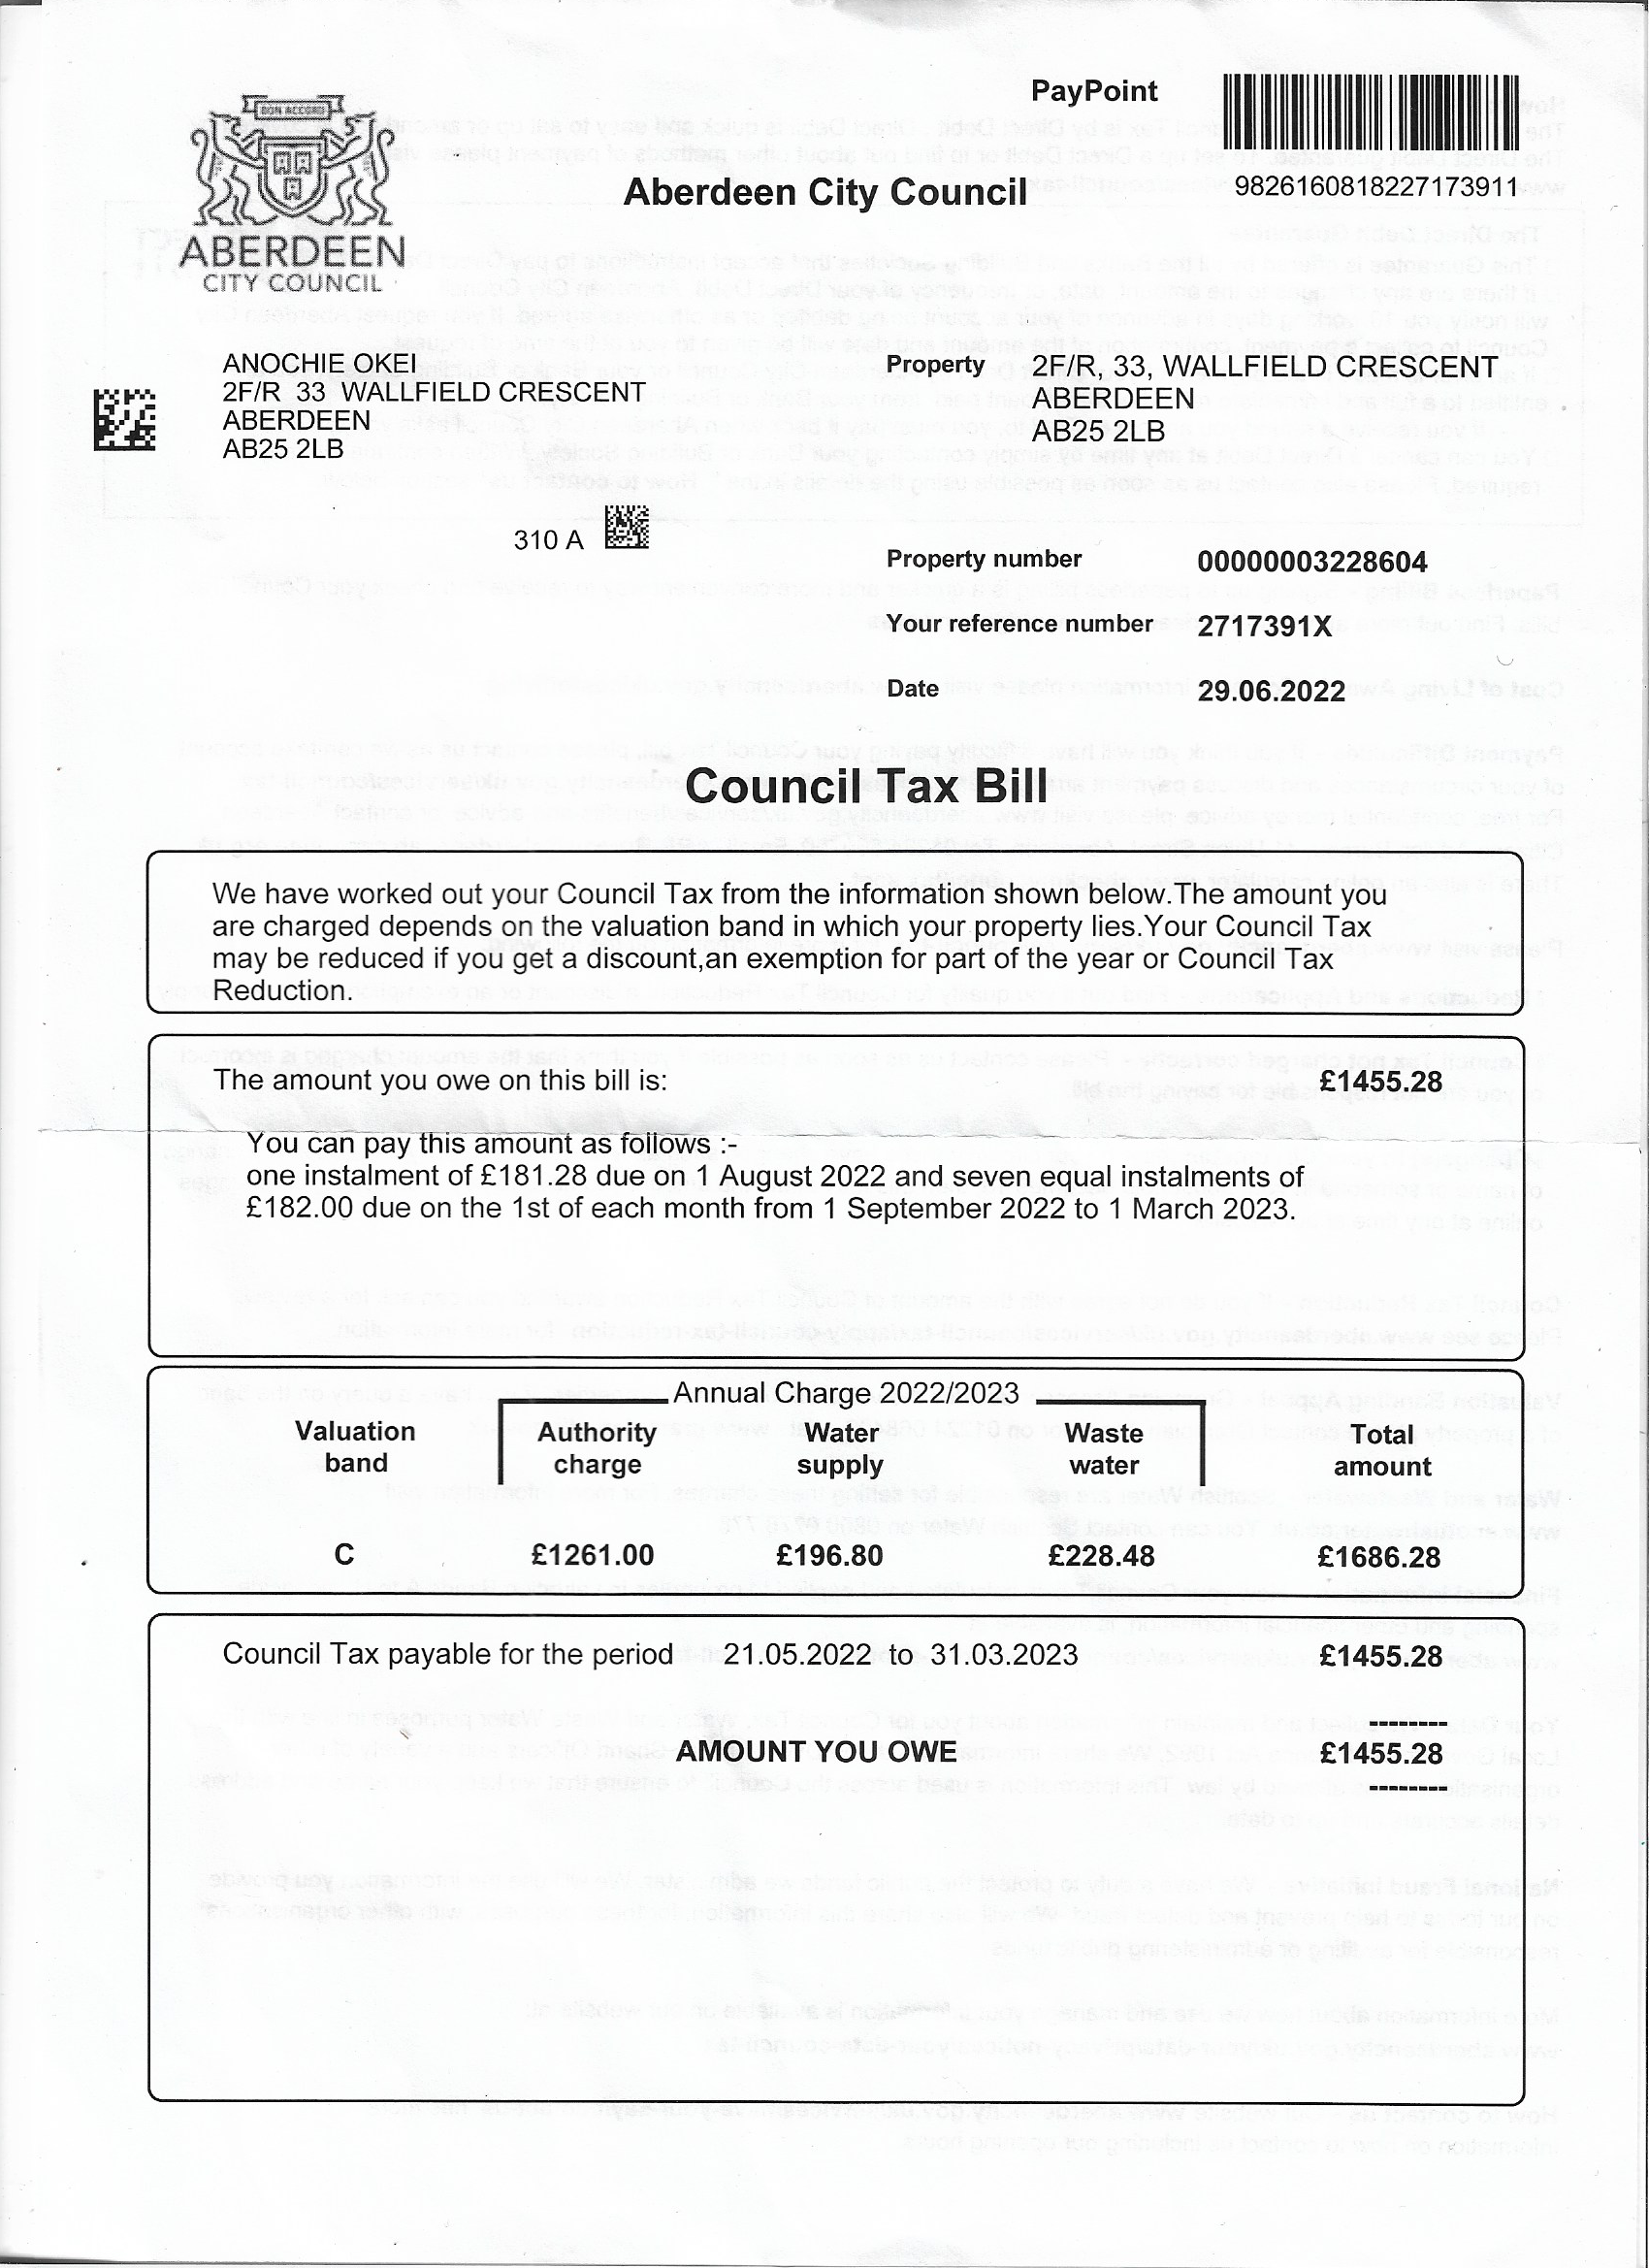 PayPoint
BON ACCORD
9826160818227173911
Aberdeen City Council
ABERDEEN
CITY COUNCIL
ANOCHIE OKEI
2F/R 33 WALLFIELD CRESCENT
ABERDEEN
AB25 2LB
Property 2F/R, 33, WALLFIELD CRESCENT
ABERDEEN
AB25 2LB
310 A
Property number 00000003228604
Your reference number 2717391X
Date 29.06.2022
Council Tax Bill
We have worked out your Council Tax from the information shown below.The amount you
are charged depends on the valuation band in which your property lies.Your Council Tax
may be reduced if you get a discount,an exemption for part of the year or Council Tax
Reduction.
The amount you owe on this bill is: £1455.28
You can pay this amount as follows :-
one instalment of £181.28 due on 1 August 2022 and seven equal instalments of
£182.00 due on the 1st of each month from 1 September 2022 to 1 March 2023.
Annual Charge 2022/2023
Valuation band Authority charge Water supply Waste water Total amount
C £1261.00 £196.80 £228.48 £1686.28
Council Tax payable for the period 21.05.2022 to 31.03.2023 £1455.28
--------
AMOUNT YOU OWE £1455.28
--------